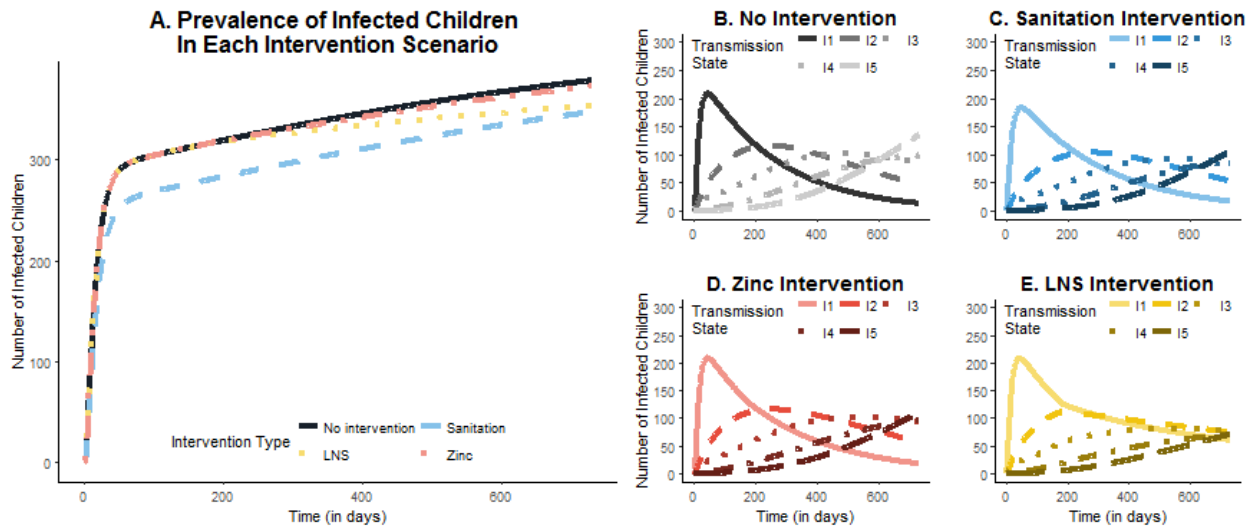 A. Prevalence of Infected Children
In Each Intervention Scenario
Number of Infected Children
300
200
100
0
Intervention Type
No intervention
Sanitation
LNS
Zinc
0
200
400
600
Time (in days)
B. No Intervention
Transmission
State
I1
I2
I3
I4
I5
Number of Infected Children
300
250
200
150
100
50
0
0
200
400
600
C. Sanitation Intervention
Transmission
State
I1
I2
I3
I4
I5
300
250
200
150
100
50
0
0
200
400
600
D. Zinc Intervention
Transmission
State
I1
I2
I3
I4
I5
Number of Infected Children
300
250
200
150
100
50
0
0
200
400
600
Time (in days)
E. LNS Intervention
Transmission
State
I1
I2
I3
I4
I5
300
250
200
150
100
50
0
0
200
400
600
Time (in days)